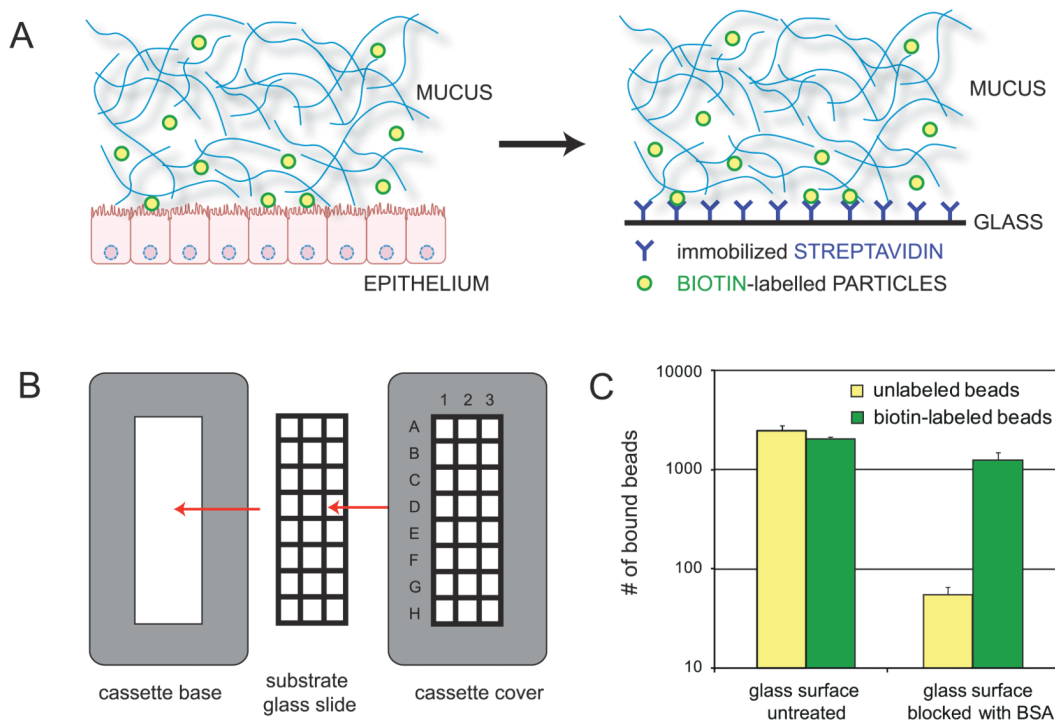 A
MUCUS
EPITHELIUM
MUCUS
GLASS
immobilized STREPTAVIDIN
BIOTIN-labelled PARTICLES
B
1 2 3
A
B
C
D
E
F
G
H
cassette base
substrate
glass slide
cassette cover
C
# of bound beads
10000
1000
100
10
unlabeled beads
biotin-labeled beads
glass surface
untreated
glass surface
blocked with BSA